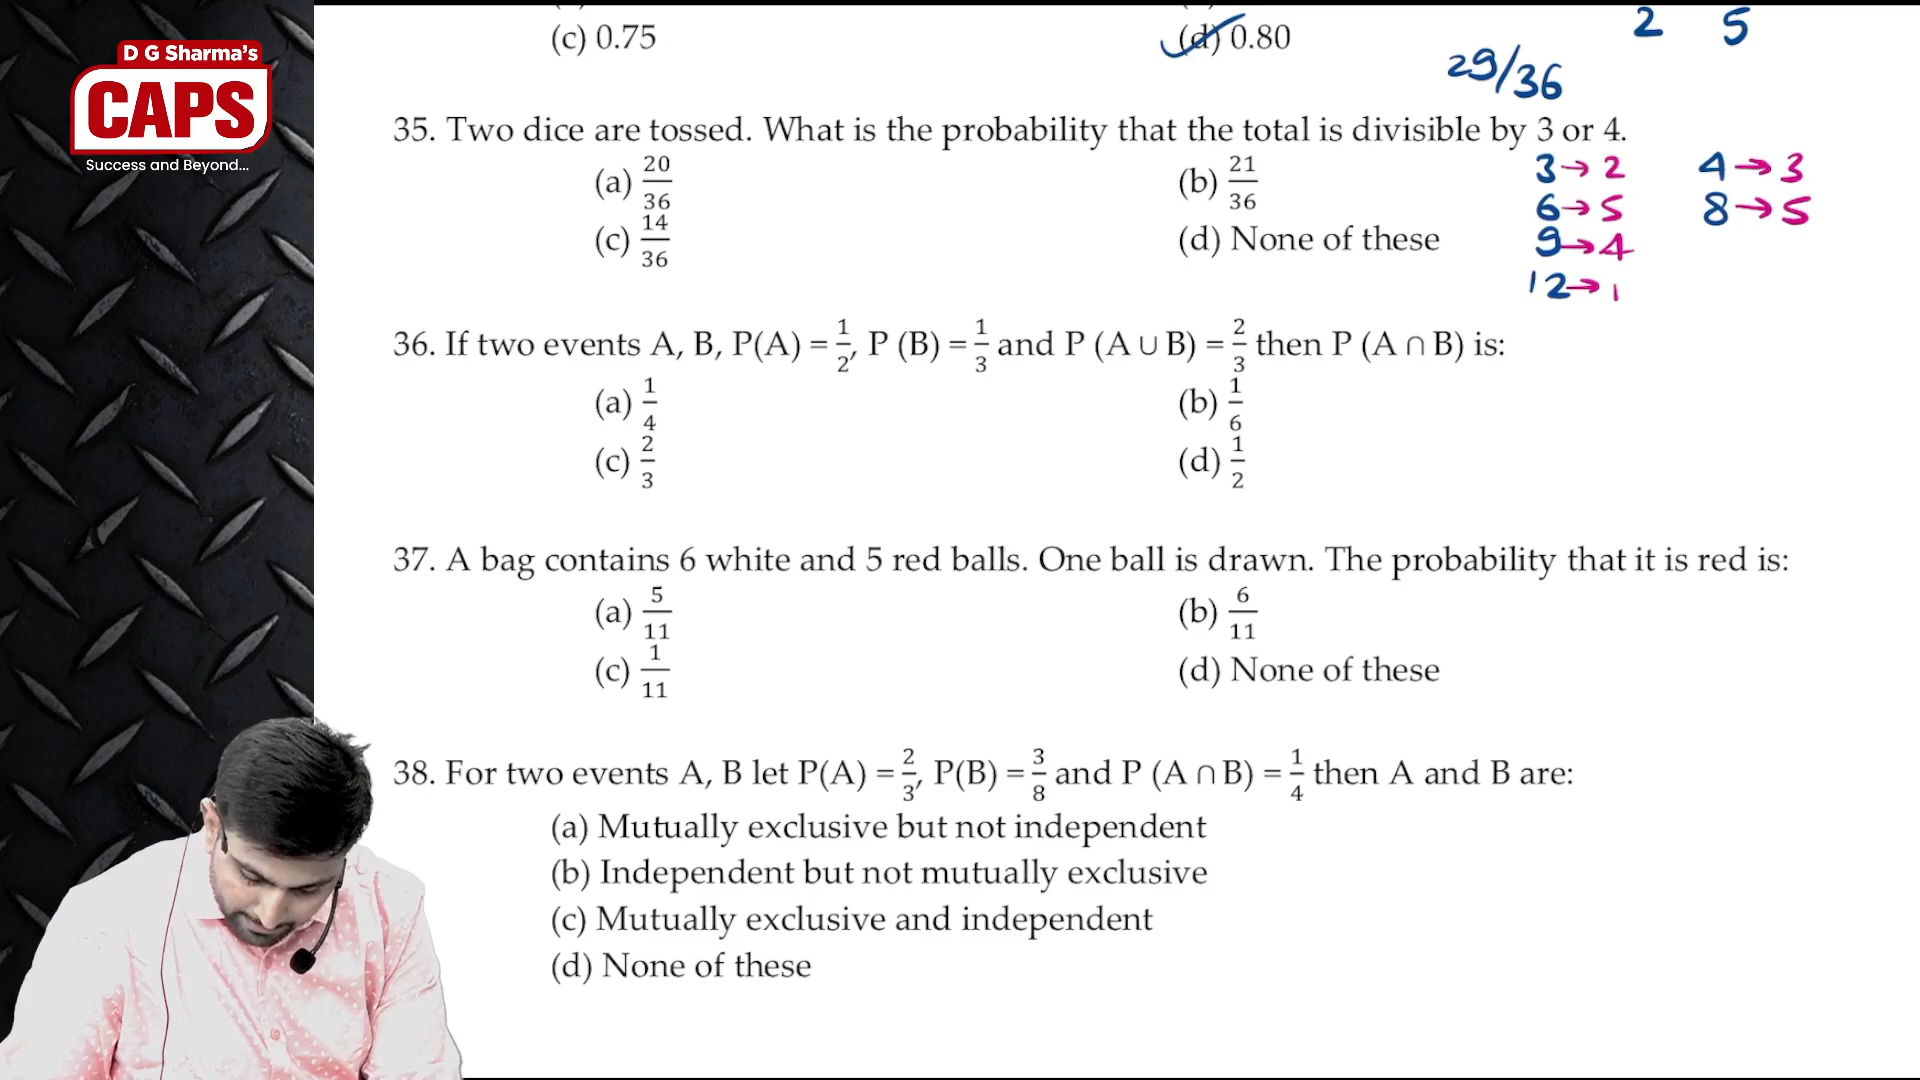 D G Sharma's
CAPS
Success and Beyond...
(c) 0.75 (d) 0.80
2 5
29/36
35. Two dice are tossed. What is the probability that the total is divisible by 3 or 4.
(a) 20/36 (b) 21/36
(c) 14/36 (d) None of these
3→2 4→3
6→5 8→5
9→4
12→1
36. If two events A, B, P(A) = 1/2, P (B) = 1/3 and P (A ∪ B) = 2/3 then P (A ∩ B) is:
(a) 1/4 (b) 1/6
(c) 2/3 (d) 1/2
37. A bag contains 6 white and 5 red balls. One ball is drawn. The probability that it is red is:
(a) 5/11 (b) 6/11
(c) 1/11 (d) None of these
38. For two events A, B let P(A) = 2/3, P(B) = 3/8 and P (A ∩ B) = 1/4 then A and B are:
(a) Mutually exclusive but not independent
(b) Independent but not mutually exclusive
(c) Mutually exclusive and independent
(d) None of these